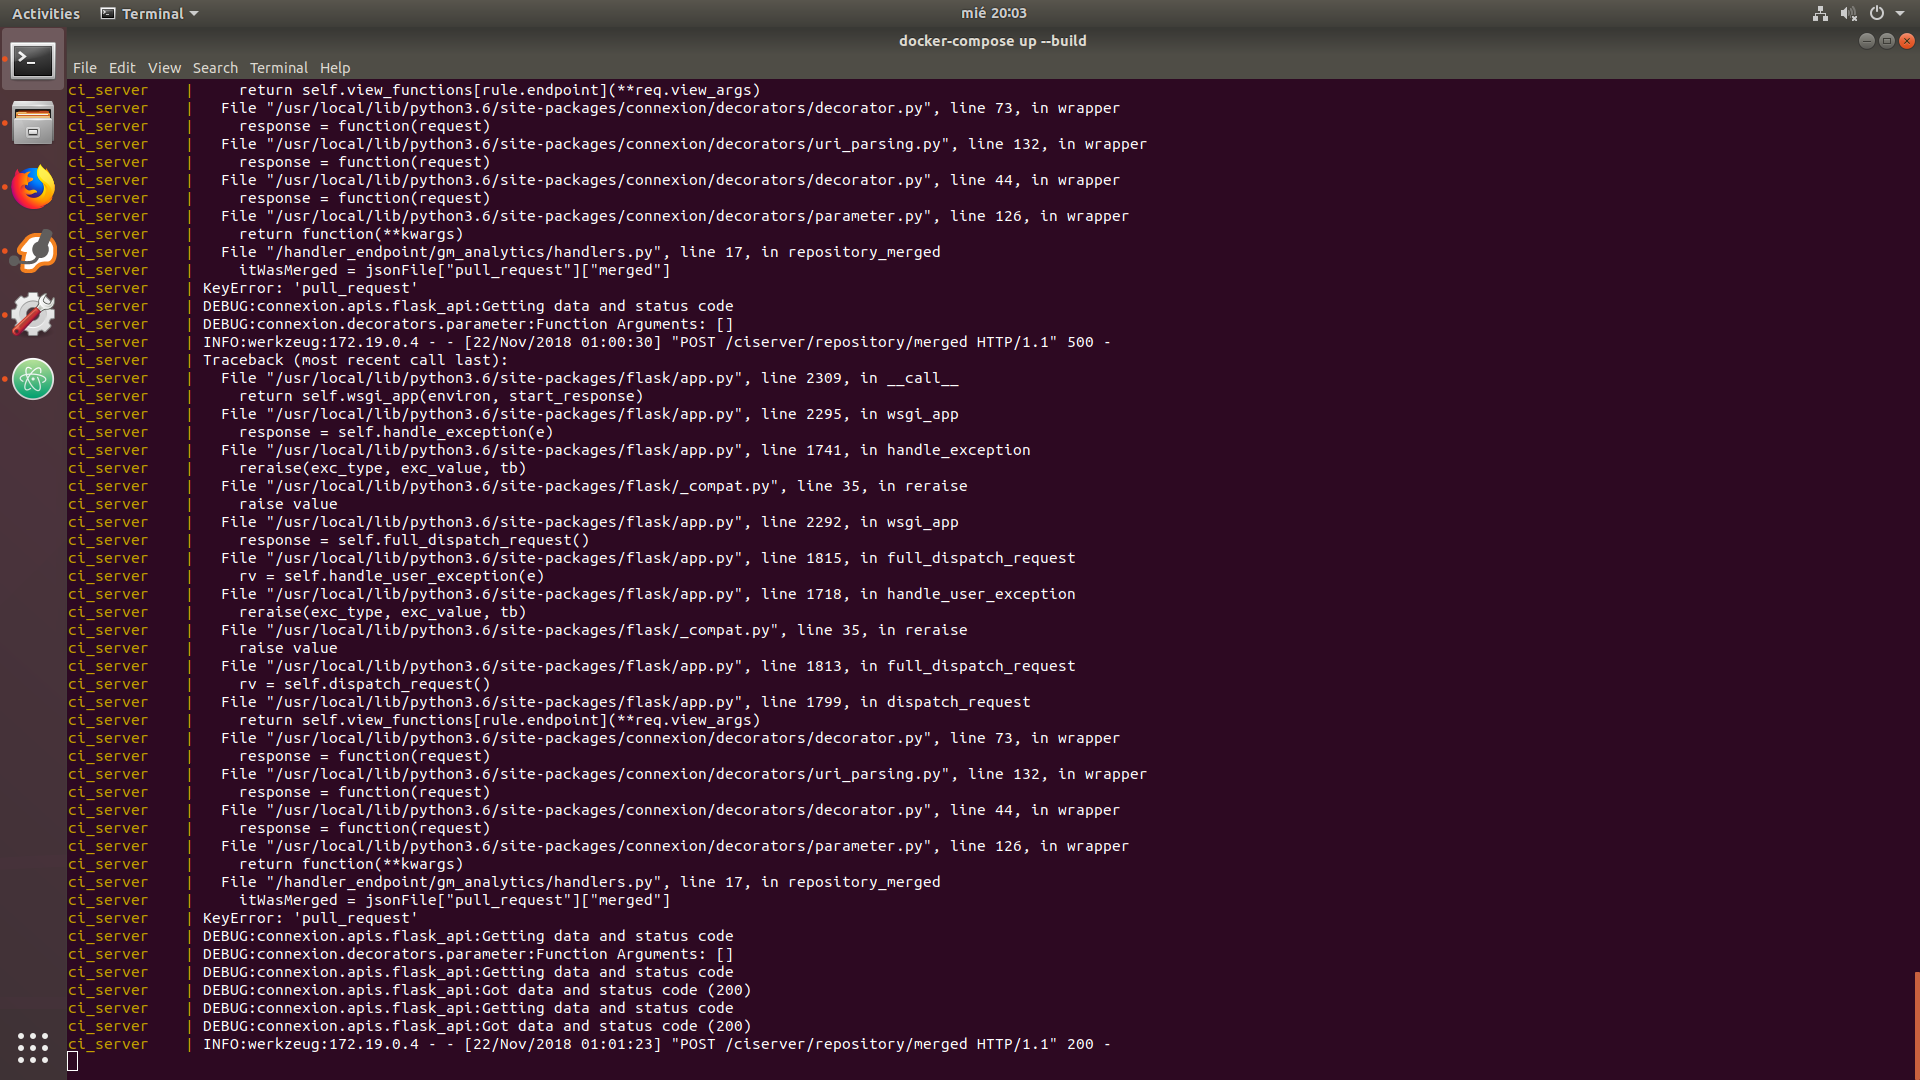 Activities Terminal mié 20:03
docker-compose up --build
File Edit View Search Terminal Help
ci_server | return self.view_functions[rule.endpoint](**req.view_args)
ci_server | File "/usr/local/lib/python3.6/site-packages/connexion/decorators/decorator.py", line 73, in wrapper
ci_server | response = function(request)
ci_server | File "/usr/local/lib/python3.6/site-packages/connexion/decorators/uri_parsing.py", line 132, in wrapper
ci_server | response = function(request)
ci_server | File "/usr/local/lib/python3.6/site-packages/connexion/decorators/decorator.py", line 44, in wrapper
ci_server | response = function(request)
ci_server | File "/usr/local/lib/python3.6/site-packages/connexion/decorators/parameter.py", line 126, in wrapper
ci_server | return function(**kwargs)
ci_server | File "/handler_endpoint/gm_analytics/handlers.py", line 17, in repository_merged
ci_server | itWasMerged = jsonFile["pull_request"]["merged"]
ci_server | KeyError: 'pull_request'
ci_server | DEBUG:connexion.apis.flask_api:Getting data and status code
ci_server | DEBUG:connexion.decorators.parameter:Function Arguments: []
ci_server | INFO:werkzeug:172.19.0.4 - - [22/Nov/2018 01:00:30] "POST /ciserver/repository/merged HTTP/1.1" 500 -
ci_server | Traceback (most recent call last):
ci_server | File "/usr/local/lib/python3.6/site-packages/flask/app.py", line 2309, in __call__
ci_server | return self.wsgi_app(environ, start_response)
ci_server | File "/usr/local/lib/python3.6/site-packages/flask/app.py", line 2295, in wsgi_app
ci_server | response = self.handle_exception(e)
ci_server | File "/usr/local/lib/python3.6/site-packages/flask/app.py", line 1741, in handle_exception
ci_server | reraise(exc_type, exc_value, tb)
ci_server | File "/usr/local/lib/python3.6/site-packages/flask/_compat.py", line 35, in reraise
ci_server | raise value
ci_server | File "/usr/local/lib/python3.6/site-packages/flask/app.py", line 2292, in wsgi_app
ci_server | response = self.full_dispatch_request()
ci_server | File "/usr/local/lib/python3.6/site-packages/flask/app.py", line 1815, in full_dispatch_request
ci_server | rv = self.handle_user_exception(e)
ci_server | File "/usr/local/lib/python3.6/site-packages/flask/app.py", line 1718, in handle_user_exception
ci_server | reraise(exc_type, exc_value, tb)
ci_server | File "/usr/local/lib/python3.6/site-packages/flask/_compat.py", line 35, in reraise
ci_server | raise value
ci_server | File "/usr/local/lib/python3.6/site-packages/flask/app.py", line 1813, in full_dispatch_request
ci_server | rv = self.dispatch_request()
ci_server | File "/usr/local/lib/python3.6/site-packages/flask/app.py", line 1799, in dispatch_request
ci_server | return self.view_functions[rule.endpoint](**req.view_args)
ci_server | File "/usr/local/lib/python3.6/site-packages/connexion/decorators/decorator.py", line 73, in wrapper
ci_server | response = function(request)
ci_server | File "/usr/local/lib/python3.6/site-packages/connexion/decorators/uri_parsing.py", line 132, in wrapper
ci_server | response = function(request)
ci_server | File "/usr/local/lib/python3.6/site-packages/connexion/decorators/decorator.py", line 44, in wrapper
ci_server | response = function(request)
ci_server | File "/usr/local/lib/python3.6/site-packages/connexion/decorators/parameter.py", line 126, in wrapper
ci_server | return function(**kwargs)
ci_server | File "/handler_endpoint/gm_analytics/handlers.py", line 17, in repository_merged
ci_server | itWasMerged = jsonFile["pull_request"]["merged"]
ci_server | KeyError: 'pull_request'
ci_server | DEBUG:connexion.apis.flask_api:Getting data and status code
ci_server | DEBUG:connexion.decorators.parameter:Function Arguments: []
ci_server | DEBUG:connexion.apis.flask_api:Getting data and status code
ci_server | DEBUG:connexion.apis.flask_api:Got data and status code (200)
ci_server | DEBUG:connexion.apis.flask_api:Getting data and status code
ci_server | DEBUG:connexion.apis.flask_api:Got data and status code (200)
ci_server | INFO:werkzeug:172.19.0.4 - - [22/Nov/2018 01:01:23] "POST /ciserver/repository/merged HTTP/1.1" 200 -